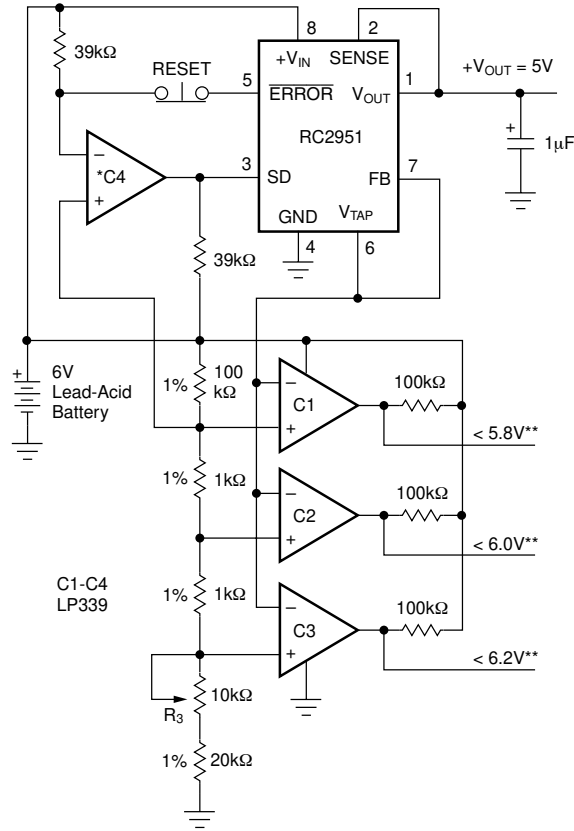 39kΩ
RESET
8
2
+VIN
SENSE
5
ERROR
1
VOUT
+VOUT = 5V
RC2951
+
1µF
−
*C4
+
3
SD
FB
7
GND
VTAP
4
6
39kΩ
+
6V
Lead-Acid
Battery
1%
100
kΩ
−
C1
+
100kΩ
< 5.8V**
1%
1kΩ
−
C2
+
100kΩ
< 6.0V**
C1-C4
LP339
1%
1kΩ
−
C3
+
100kΩ
< 6.2V**
R3
10kΩ
1%
20kΩ